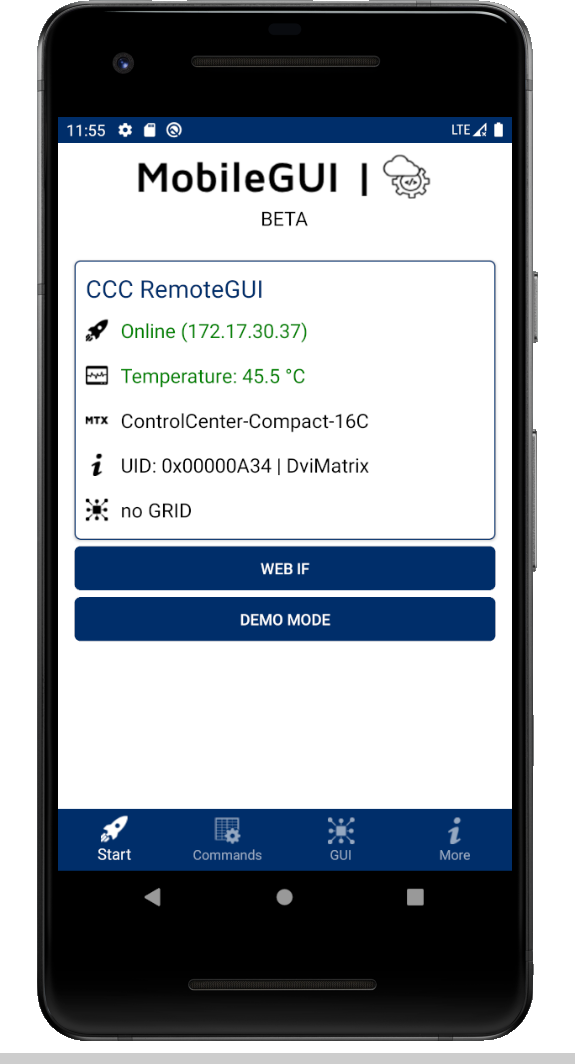 11:55 LTE
MobileGUI |
BETA
CCC RemoteGUI
Online (172.17.30.37)
Temperature: 45.5 °C
MTX ControlCenter-Compact-16C
i UID: 0x00000A34 | DviMatrix
no GRID
WEB IF
DEMO MODE
Start Commands GUI More